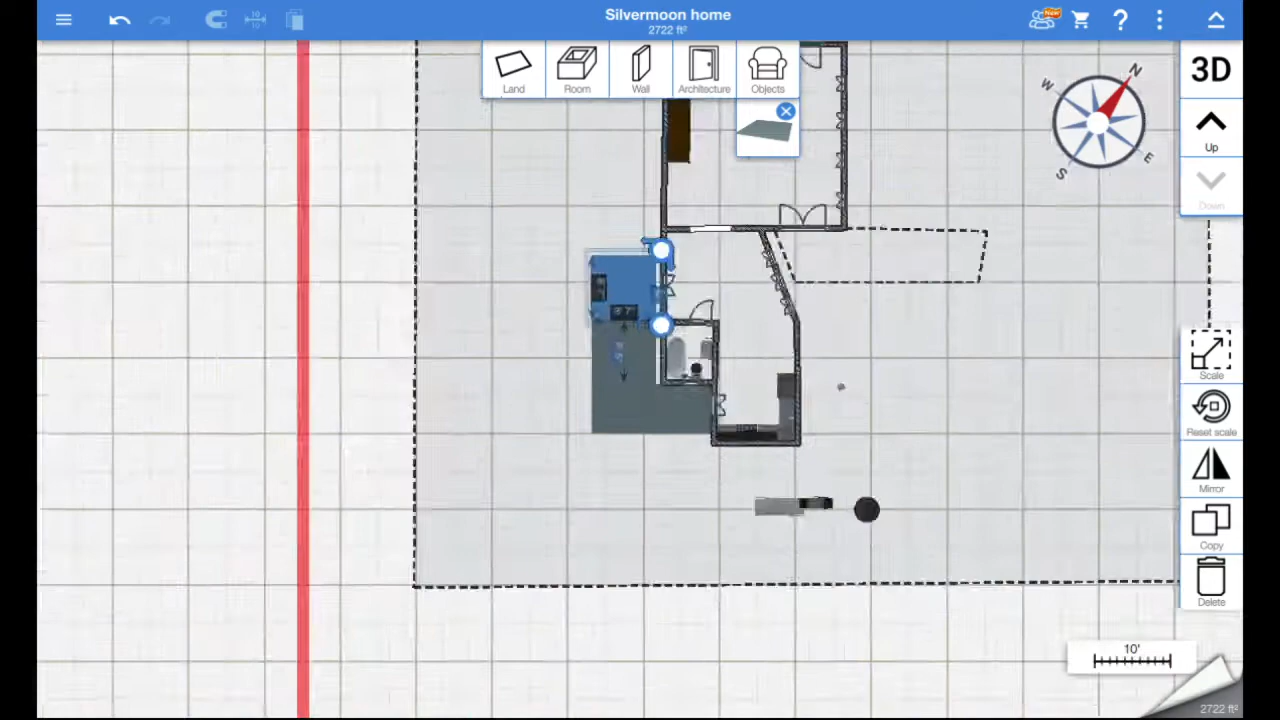 Silvermoon home
2722 ft²
New
Land
Room
Wall
Architecture
Objects
3D
Up
Down
N
W
E
S
Scale
Reset scale
Mirror
Copy
Delete
10'
2722 ft²